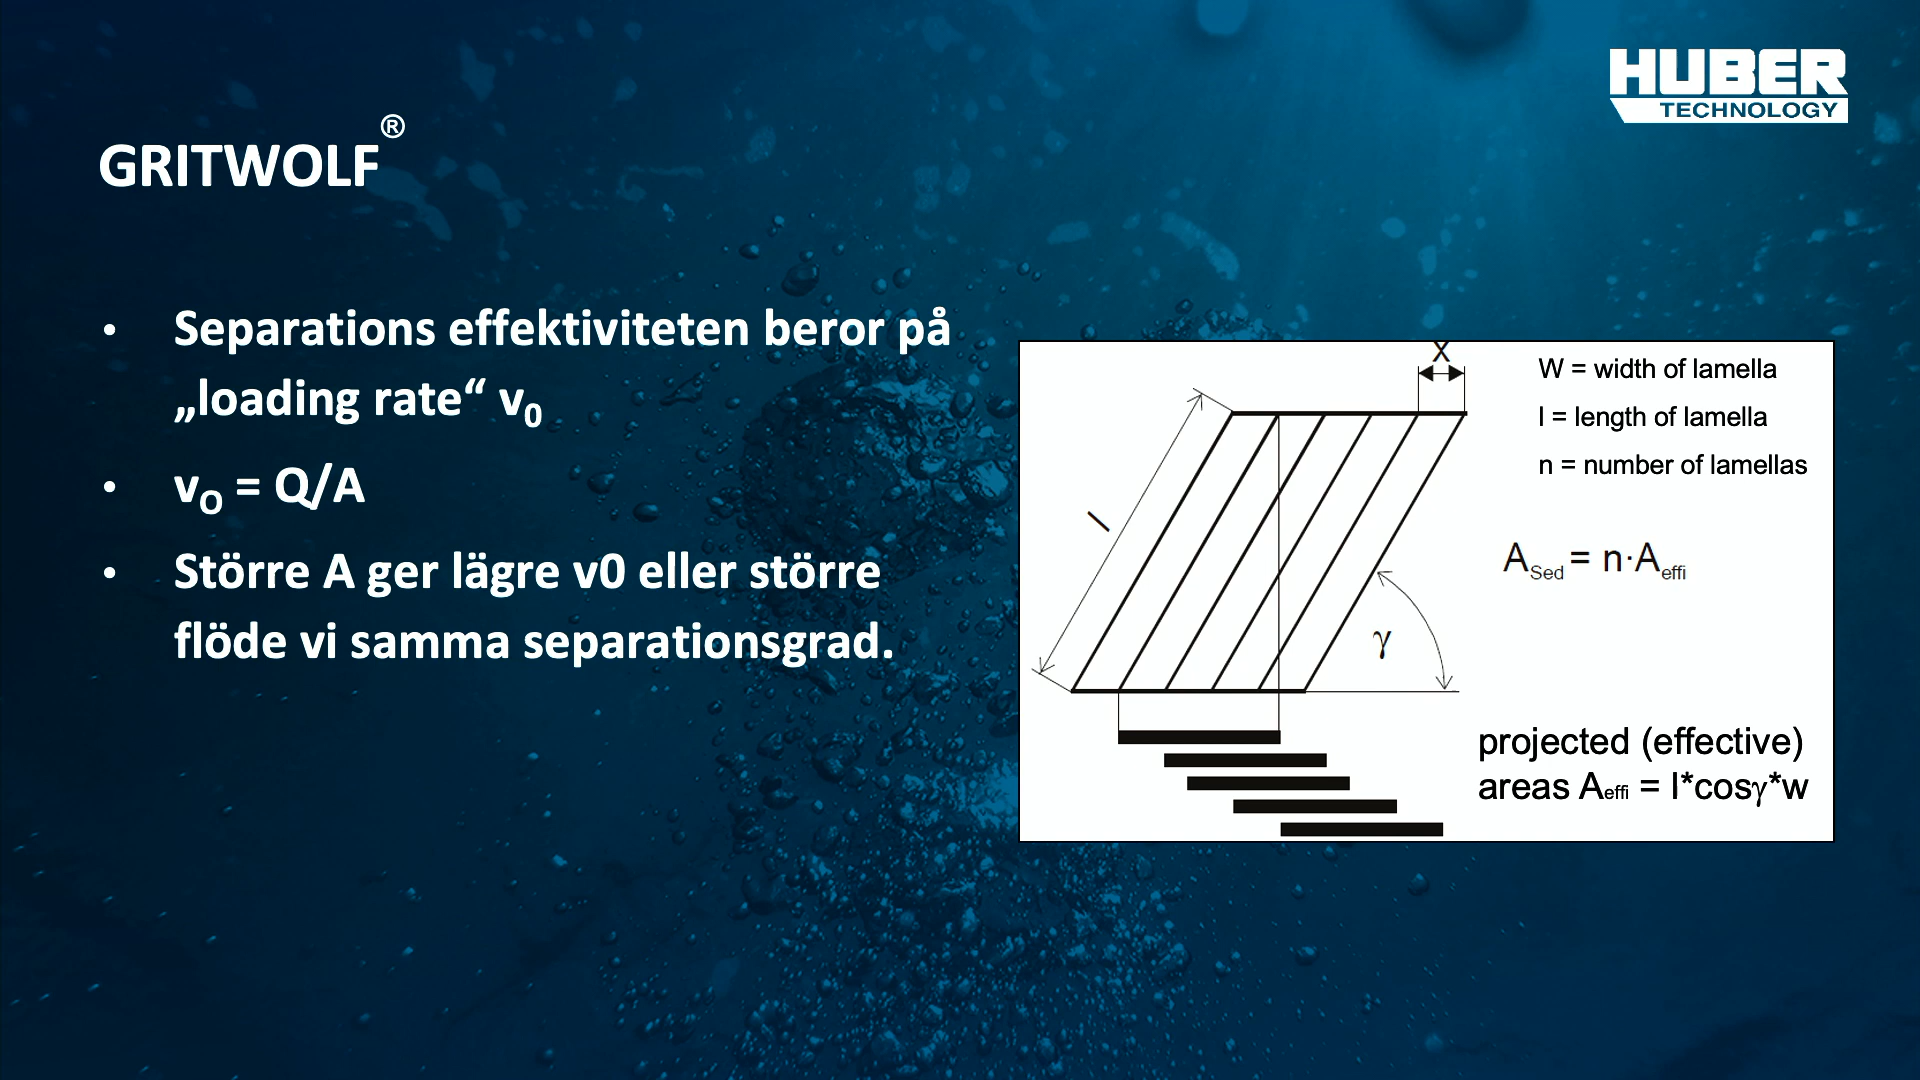 HUBER
TECHNOLOGY
GRITWOLF®
• Separations effektiviteten beror på
„loading rate“ v₀
• vO = Q/A
• Större A ger lägre v0 eller större
flöde vi samma separationsgrad.
X
W = width of lamella
l = length of lamella
n = number of lamellas
l
ASed = n·Aeffi
γ
projected (effective)
areas Aeffi = l*cosγ*w